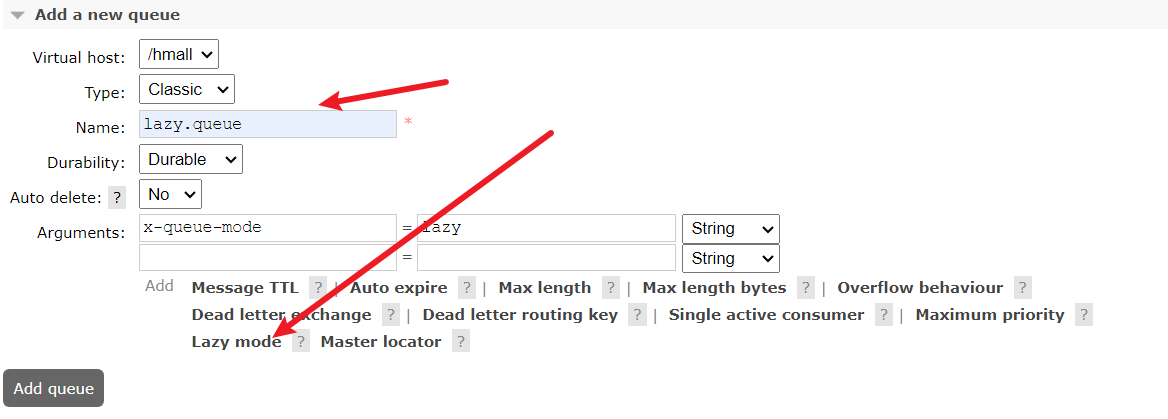 Add a new queue
Virtual host: /hmall
Type: Classic
Name: lazy.queue *
Durability: Durable
Auto delete: ? No
Arguments: x-queue-mode = lazy String
= String
Add Message TTL ? | Auto expire ? | Max length ? | Max length bytes ? | Overflow behaviour ?
Dead letter exchange ? | Dead letter routing key ? | Single active consumer ? | Maximum priority ?
Lazy mode ? Master locator ?
Add queue